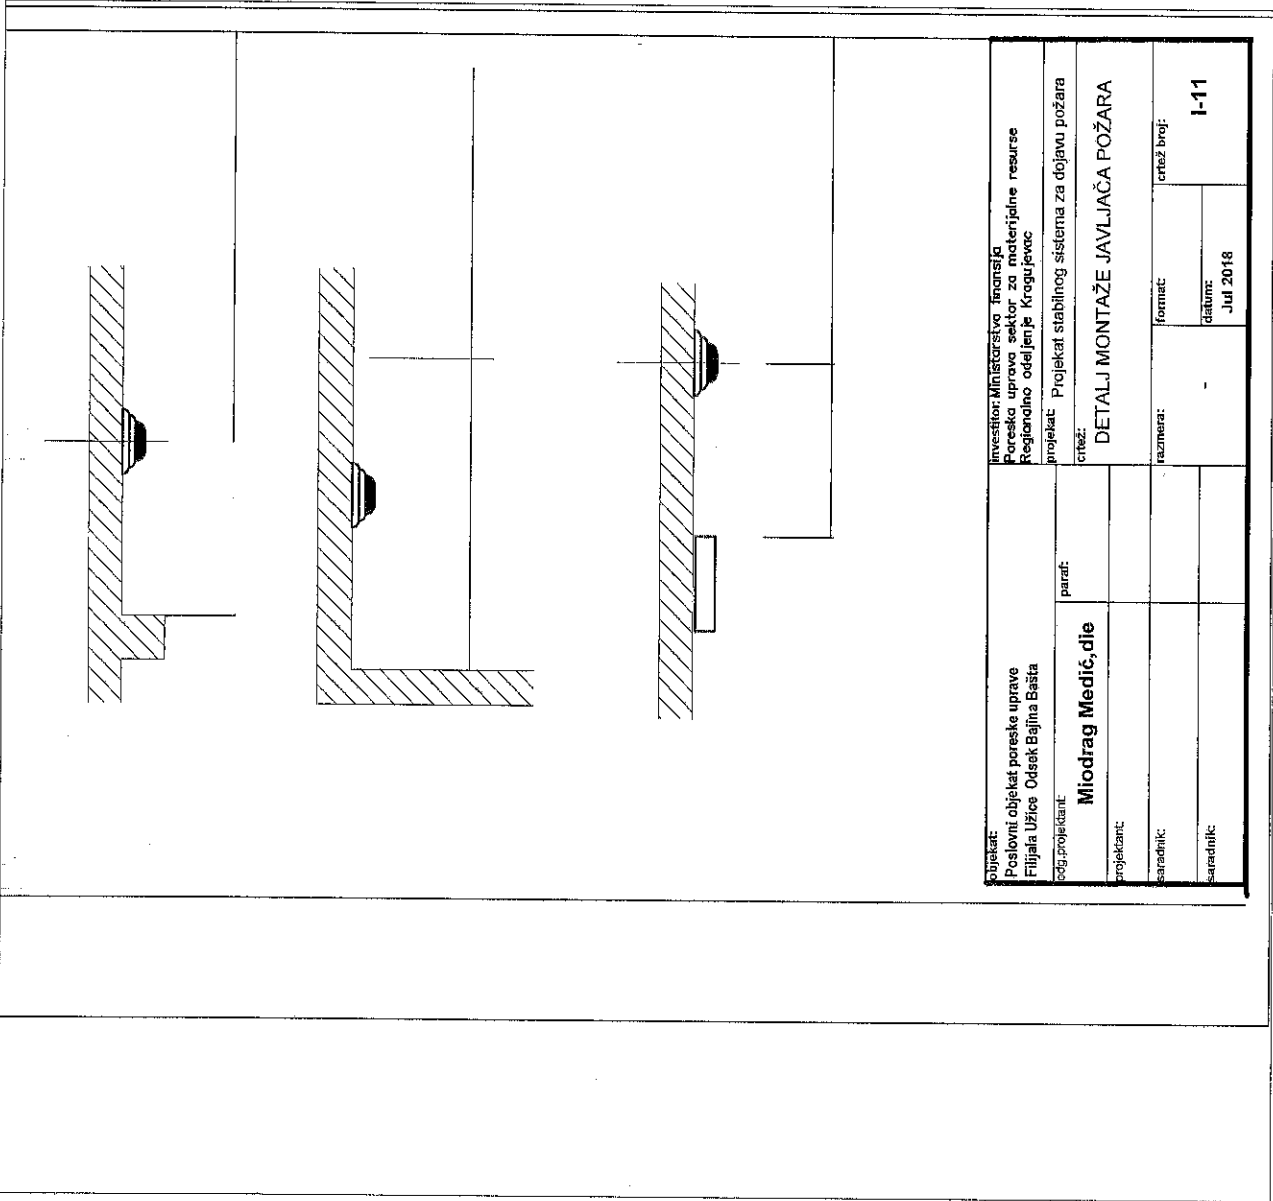 objekat:
Poslovni objekat poreske uprave
Filijala Užice Odsek Bajina Bašta
odg.projektant:
Miodrag Medić,die
paraf:
projektant:
saradnik:
saradnik:
investitor: Ministarstvo finansija
Poreska uprava sektor za materijalne resurse
Regionalno odeljenje Kragujevac
projekat: Projekat stabilnog sistema za dojavu požara
crtež:
DETALJ MONTAŽE JAVLJAČA POŽARA
razmera:
-
format:
datum:
Jul 2018
crtež broj:
I-11